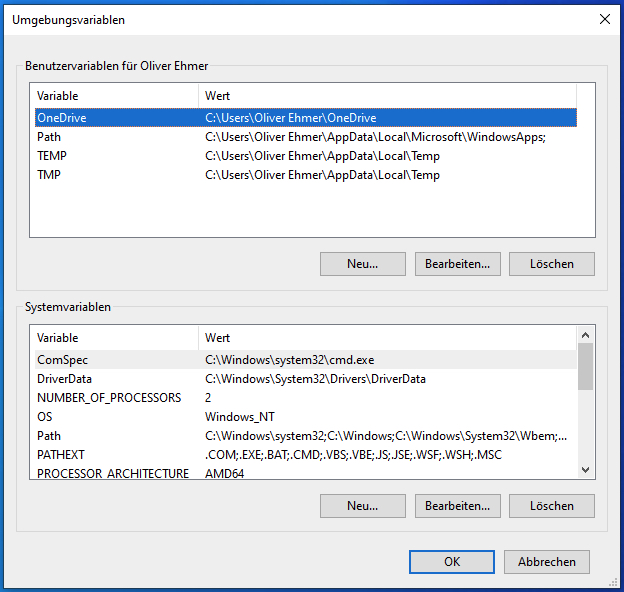 Umgebungsvariablen
Benutzervariablen für Oliver Ehmer
Variable Wert
OneDrive C:\Users\Oliver Ehmer\OneDrive
Path C:\Users\Oliver Ehmer\AppData\Local\Microsoft\WindowsApps;
TEMP C:\Users\Oliver Ehmer\AppData\Local\Temp
TMP C:\Users\Oliver Ehmer\AppData\Local\Temp
Neu... Bearbeiten... Löschen
Systemvariablen
Variable Wert
ComSpec C:\Windows\system32\cmd.exe
DriverData C:\Windows\System32\Drivers\DriverData
NUMBER_OF_PROCESSORS 2
OS Windows_NT
Path C:\Windows\system32;C:\Windows;C:\Windows\System32\Wbem;...
PATHEXT .COM;.EXE;.BAT;.CMD;.VBS;.VBE;.JS;.JSE;.WSF;.WSH;.MSC
PROCESSOR_ARCHITECTURE AMD64
Neu... Bearbeiten... Löschen
OK Abbrechen